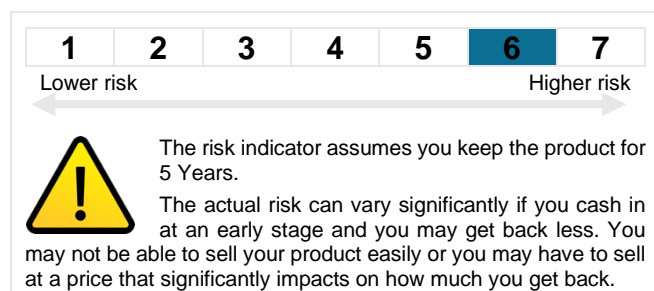 1 2 3 4 5 6 7
Lower risk Higher risk
The risk indicator assumes you keep the product for
5 Years.
The actual risk can vary significantly if you cash in
at an early stage and you may get back less. You
may not be able to sell your product easily or you may have to sell
at a price that significantly impacts on how much you get back.